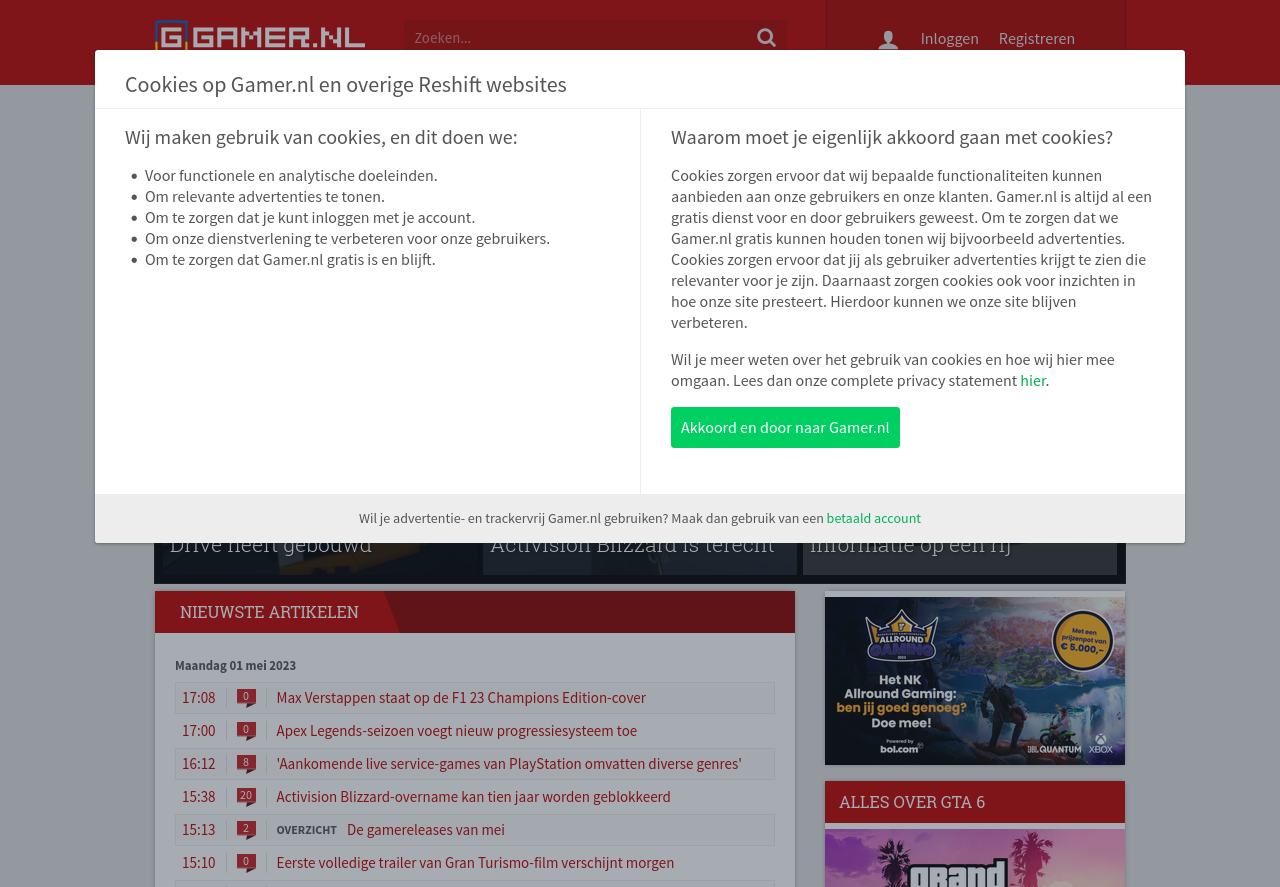 GAMER.NL
Zoeken...
Inloggen
Registreren
Cookies op Gamer.nl en overige Reshift websites
Wij maken gebruik van cookies, en dit doen we:
Voor functionele en analytische doeleinden.
Om relevante advertenties te tonen.
Om te zorgen dat je kunt inloggen met je account.
Om onze dienstverlening te verbeteren voor onze gebruikers.
Om te zorgen dat Gamer.nl gratis is en blijft.
Waarom moet je eigenlijk akkoord gaan met cookies?
Cookies zorgen ervoor dat wij bepaalde functionaliteiten kunnen
aanbieden aan onze gebruikers en onze klanten. Gamer.nl is altijd al een
gratis dienst voor en door gebruikers geweest. Om te zorgen dat we
Gamer.nl gratis kunnen houden tonen wij bijvoorbeeld advertenties.
Cookies zorgen ervoor dat jij als gebruiker advertenties krijgt te zien die
relevanter voor je zijn. Daarnaast zorgen cookies ook voor inzichten in
hoe onze site presteert. Hierdoor kunnen we onze site blijven
verbeteren.
Wil je meer weten over het gebruik van cookies en hoe wij hier mee
omgaan. Lees dan onze complete privacy statement hier.
Akkoord en door naar Gamer.nl
Wil je advertentie- en trackervrij Gamer.nl gebruiken? Maak dan gebruik van een betaald account
Drive heeft gebouwd
Activision Blizzard is terecht
informatie op een rij
NIEUWSTE ARTIKELEN
Maandag 01 mei 2023
17:08 0 Max Verstappen staat op de F1 23 Champions Edition-cover
17:00 0 Apex Legends-seizoen voegt nieuw progressiesysteem toe
16:12 8 'Aankomende live service-games van PlayStation omvatten diverse genres'
15:38 20 Activision Blizzard-overname kan tien jaar worden geblokkeerd
15:13 2 OVERZICHT De gamereleases van mei
15:10 0 Eerste volledige trailer van Gran Turismo-film verschijnt morgen
ALLROUND
GAMING
Met een
prijzenpot van
€ 5.000,-
Het NK
Allround Gaming:
ben jij goed genoeg?
Doe mee!
Powered by
bol.com
QUANTUM
XBOX
ALLES OVER GTA 6
grand